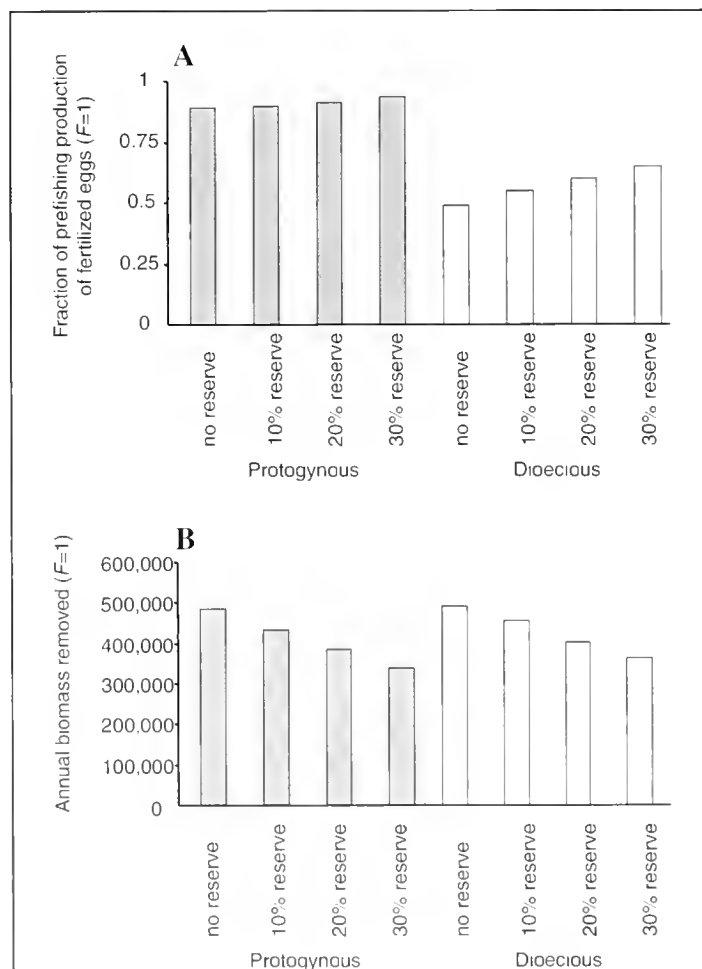 A
Fraction of prefishing production
of fertilized eggs (F=1)
1
0.75
0.5
0.25
0
no reserve
10% reserve
20% reserve
30% reserve
no reserve
10% reserve
20% reserve
30% reserve
Protogynous
Dioecious
B
Annual biomass removed (F=1)
600,000
500,000
400,000
300,000
200,000
100,000
0
no reserve
10% reserve
20% reserve
30% reserve
no reserve
10% reserve
20% reserve
30% reserve
Protogynous
Dioecious